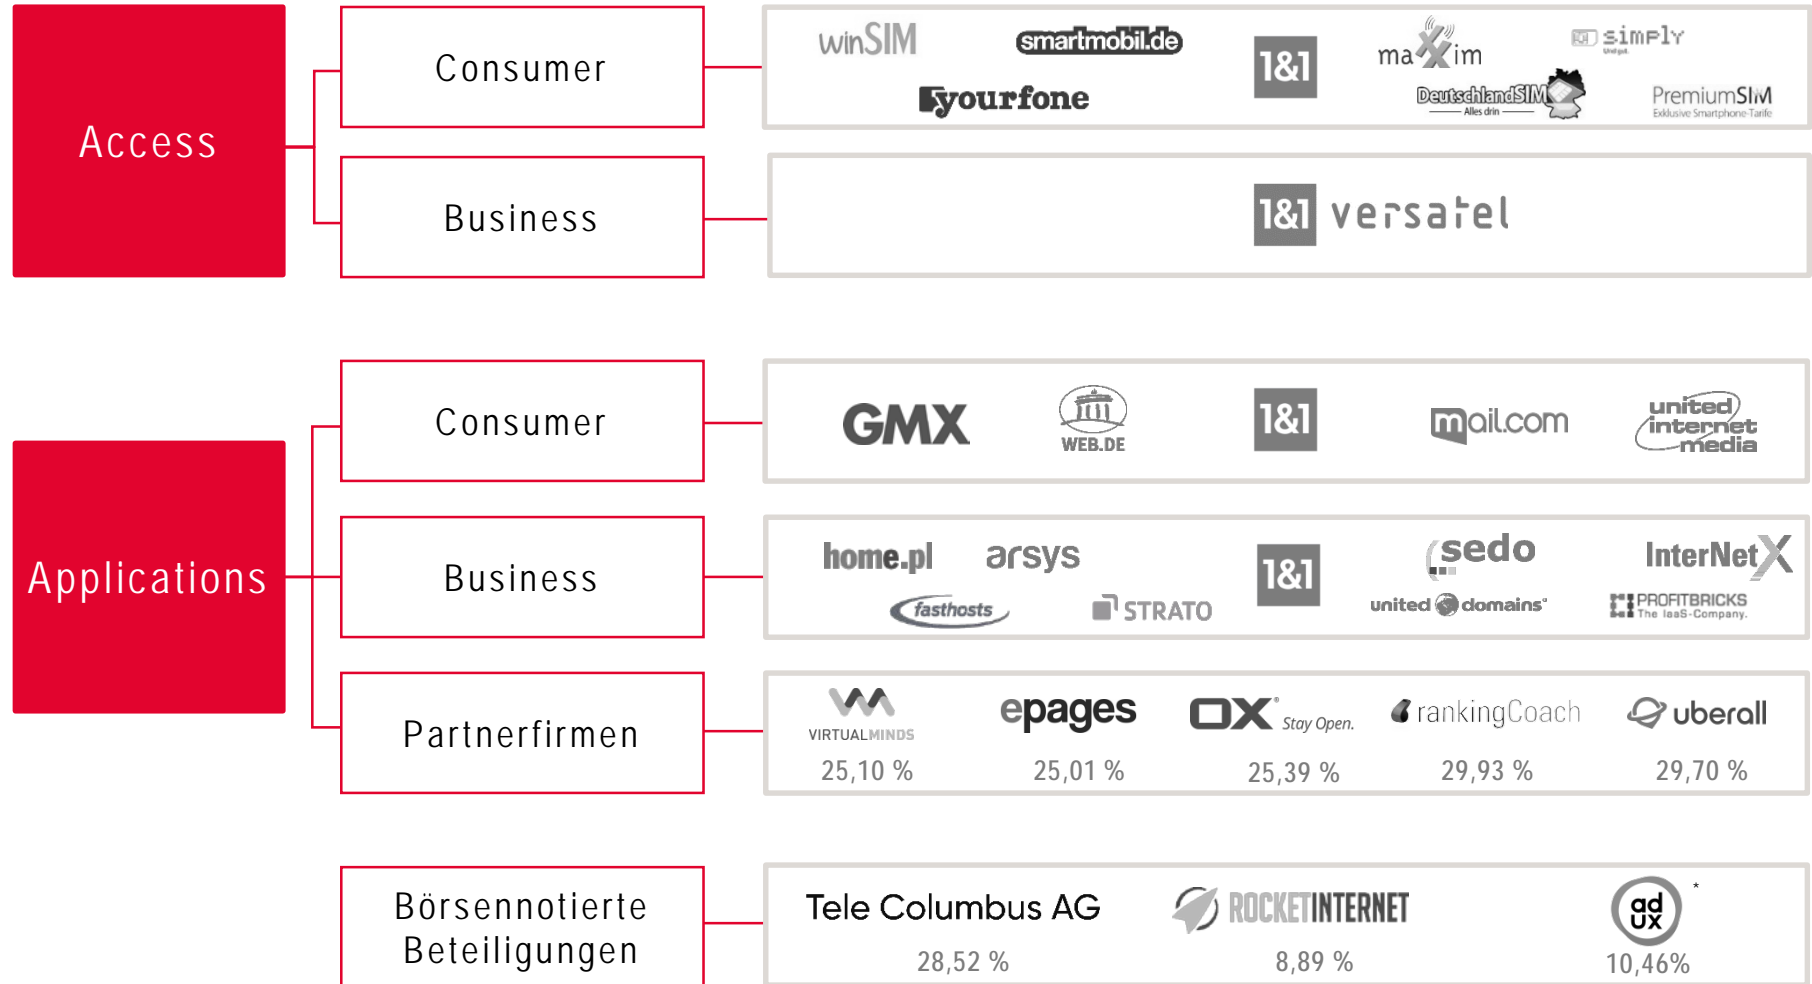 Access
Consumer
winSIM
smartmobil.de
1&1
maXXim
simply
Und gut.
yourfone
DeutschlandSIM
Alles drin
PremiumSIM
Exklusive Smartphone-Tarife
Business
1&1 versatel
Applications
Consumer
GMX
WEB.DE
1&1
mail.com
united
internet
media
Business
home.pl
arsys
1&1
sedo
InterNetX
fasthosts
STRATO
united domains
PROFITBRICKS
The IaaS-Company.
Partnerfirmen
VIRTUALMINDS
epages
OX® Stay Open.
rankingCoach
uberall
25,10 %
25,01 %
25,39 %
29,93 %
29,70 %
Börsennotierte
Beteiligungen
Tele Columbus AG
ROCKETINTERNET
ad
ux
*
28,52 %
8,89 %
10,46%